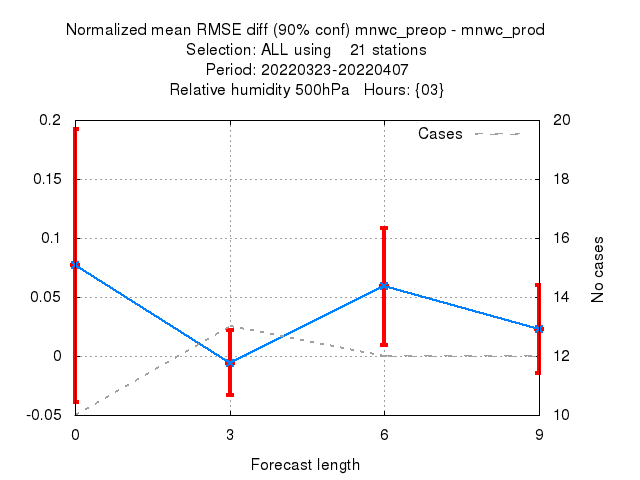 Normalized mean RMSE diff (90% conf) mnwc_preop - mnwc_prod
Selection: ALL using    21 stations
Period: 20220323-20220407
Relative humidity 500hPa   Hours: {03}
Cases
0.2
0.15
0.1
0.05
0
-0.05
20
18
16
14
12
10
No cases
0 3 6 9
Forecast length